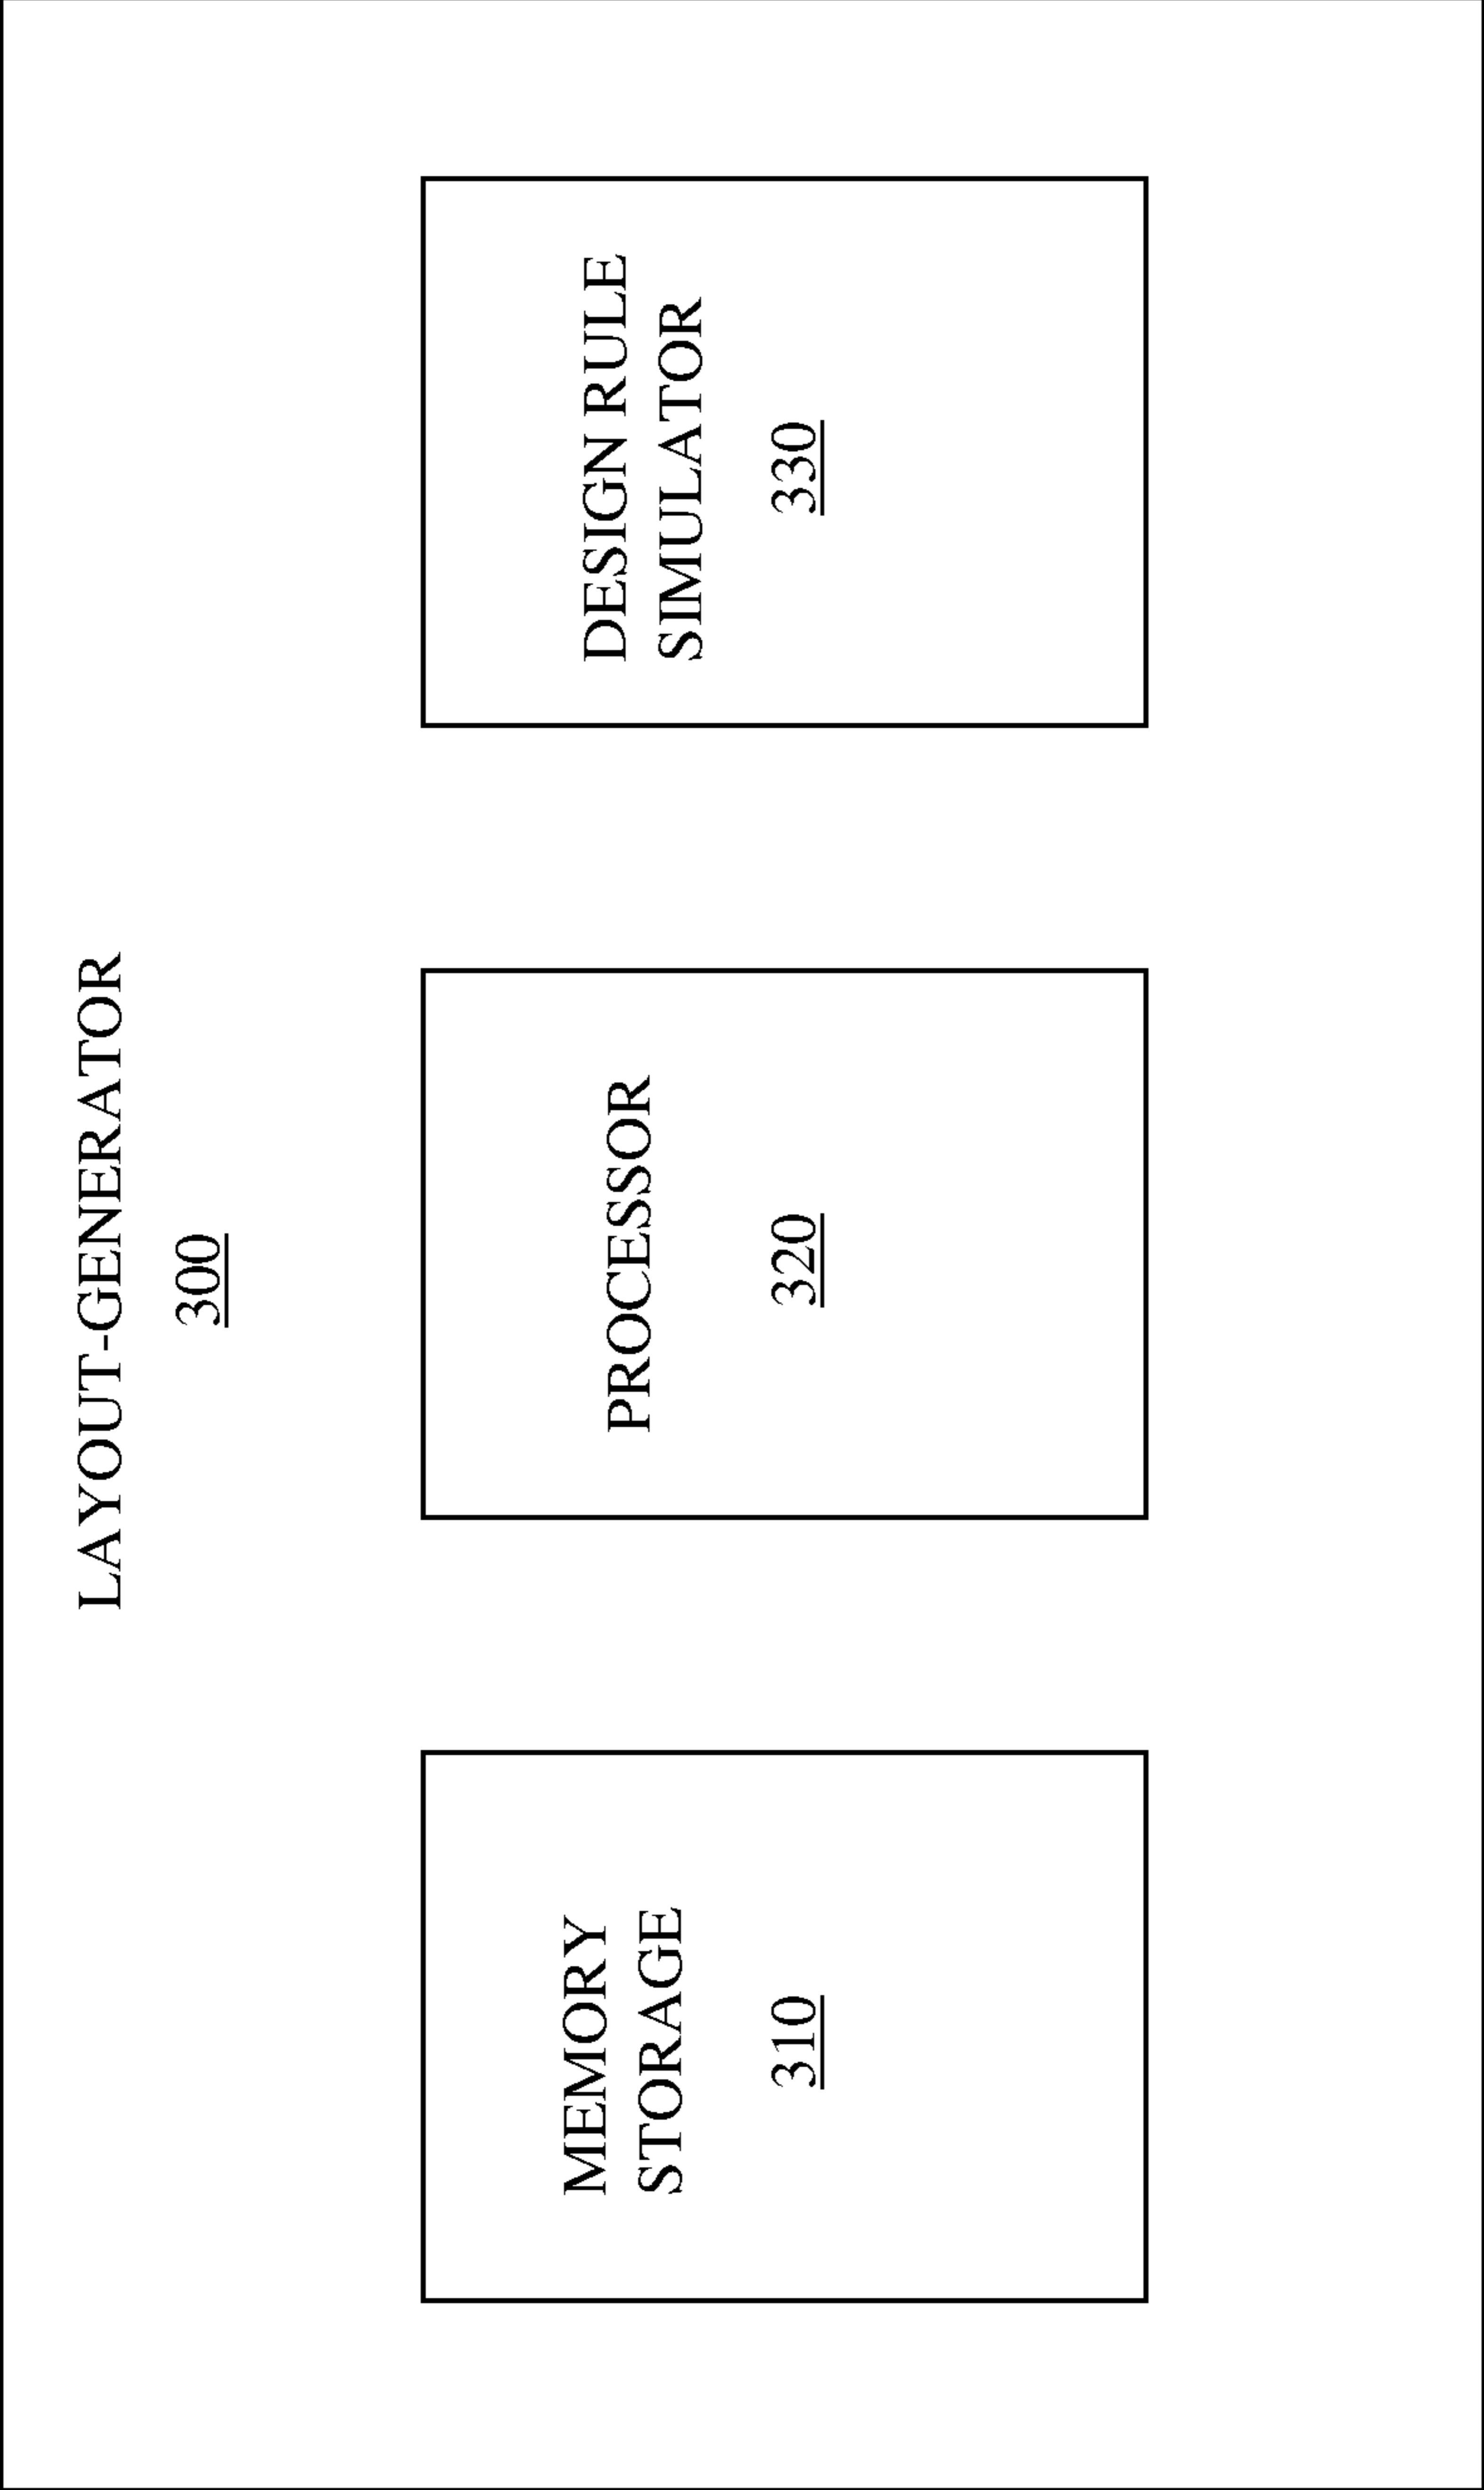 LAYOUT-GENERATOR
300
MEMORY
STORAGE
310
PROCESSOR
320
DESIGN RULE
SIMULATOR
330